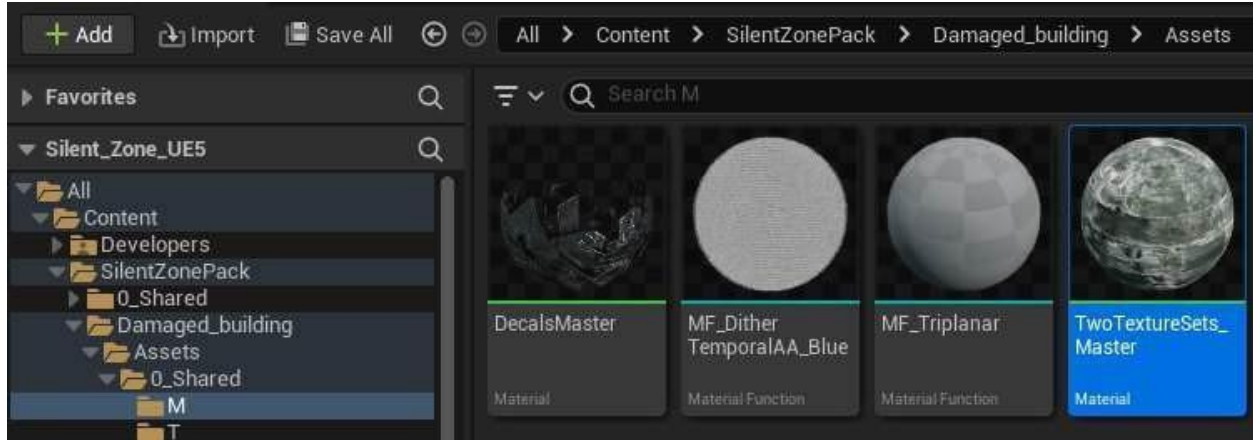 + Add Import Save All All > Content > SilentZonePack > Damaged_building > Assets
Favorites
Search M
Silent_Zone_UE5
All
Content
Developers
SilentZonePack
0_Shared
Damaged_building
Assets
0_Shared
M
T
DecalsMaster
Material
MF_Dither
TemporalAA_Blue
Material Function
MF_Triplanar
Material Function
TwoTextureSets_
Master
Material